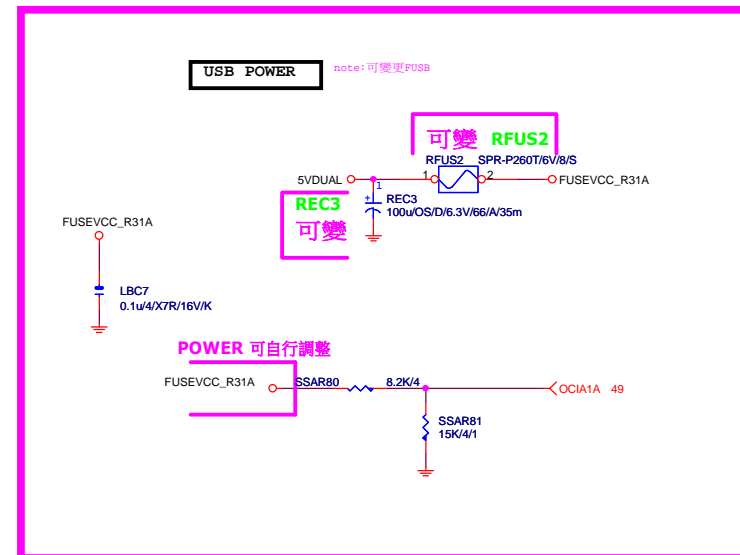 USB POWER
note:可變更FUSB
可變 RFUS2
RFUS2 SPR-P260T/6V/8/S
5VDUAL
1
2
FUSEVCC_R31A
1
+
REC3
100u/OS/D/6.3V/66/A/35m
REC3
可變
FUSEVCC_R31A
LBC7
0.1u/4/X7R/16V/K
POWER 可自行調整
FUSEVCC_R31A
SSAR80
8.2K/4
OCIA1A 49
SSAR81
15K/4/1